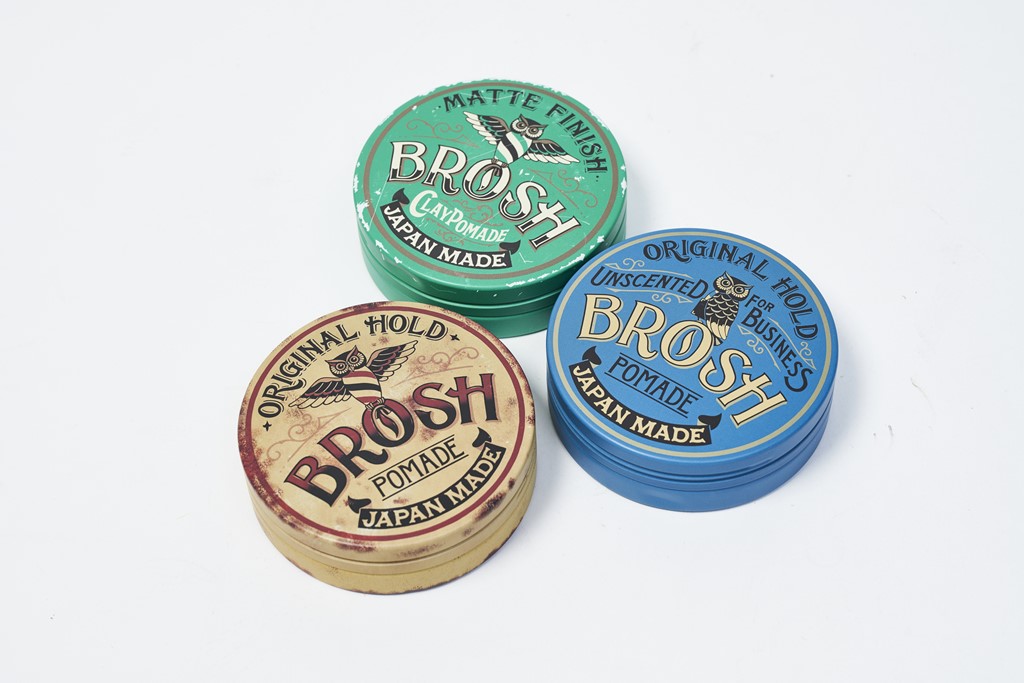 MATTE FINISH
BROSH
CLAY POMADE
JAPAN MADE
ORIGINAL HOLD
UNSCENTED FOR BUSINESS
BROSH
POMADE
JAPAN MADE
ORIGINAL HOLD
BROSH
POMADE
JAPAN MADE